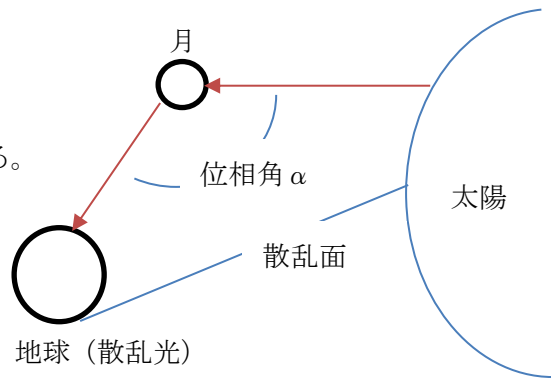 月
る。
位相角 α
太陽
散乱面
地球（散乱光）